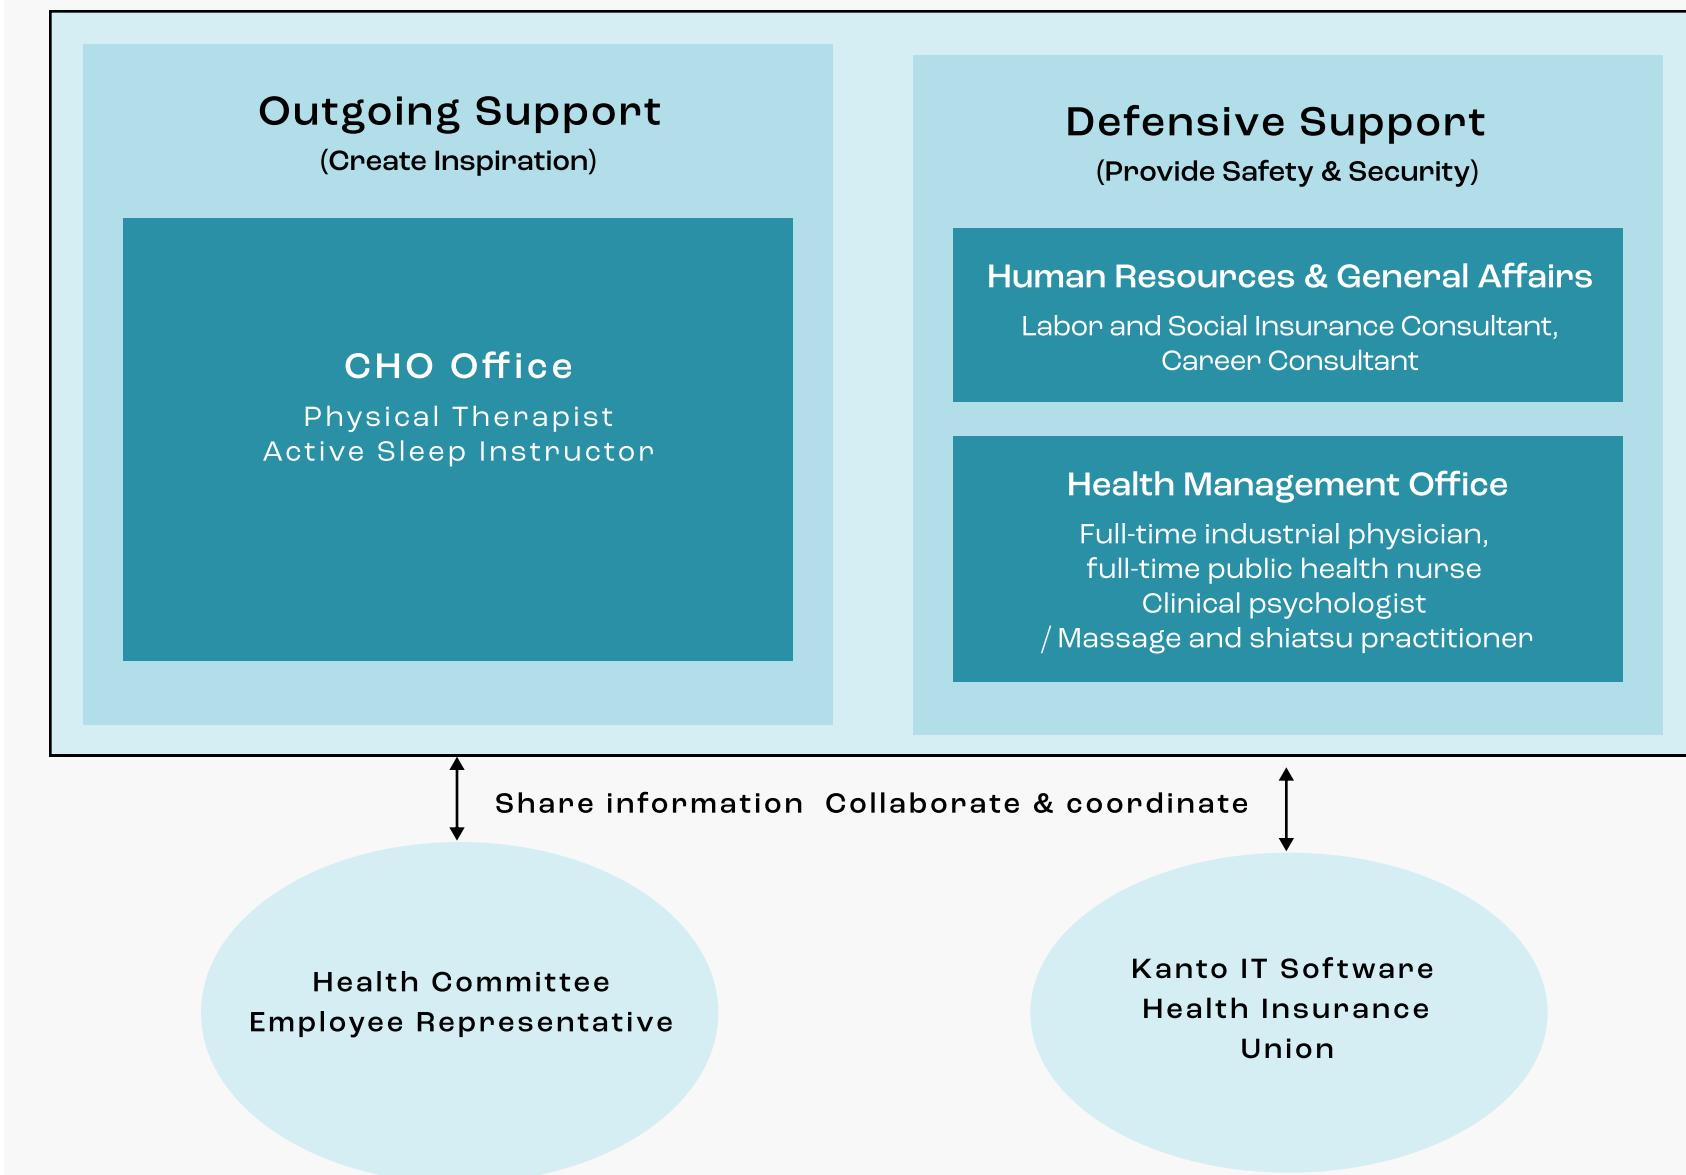 Outgoing Support
(Create Inspiration)
CHO Office
Physical Therapist
Active Sleep Instructor
Defensive Support
(Provide Safety & Security)
Human Resources & General Affairs
Labor and Social Insurance Consultant,
Career Consultant
Health Management Office
Full-time industrial physician,
full-time public health nurse
Clinical psychologist
/ Massage and shiatsu practitioner
Share information  Collaborate & coordinate
Health Committee
Employee Representative
Kanto IT Software
Health Insurance
Union